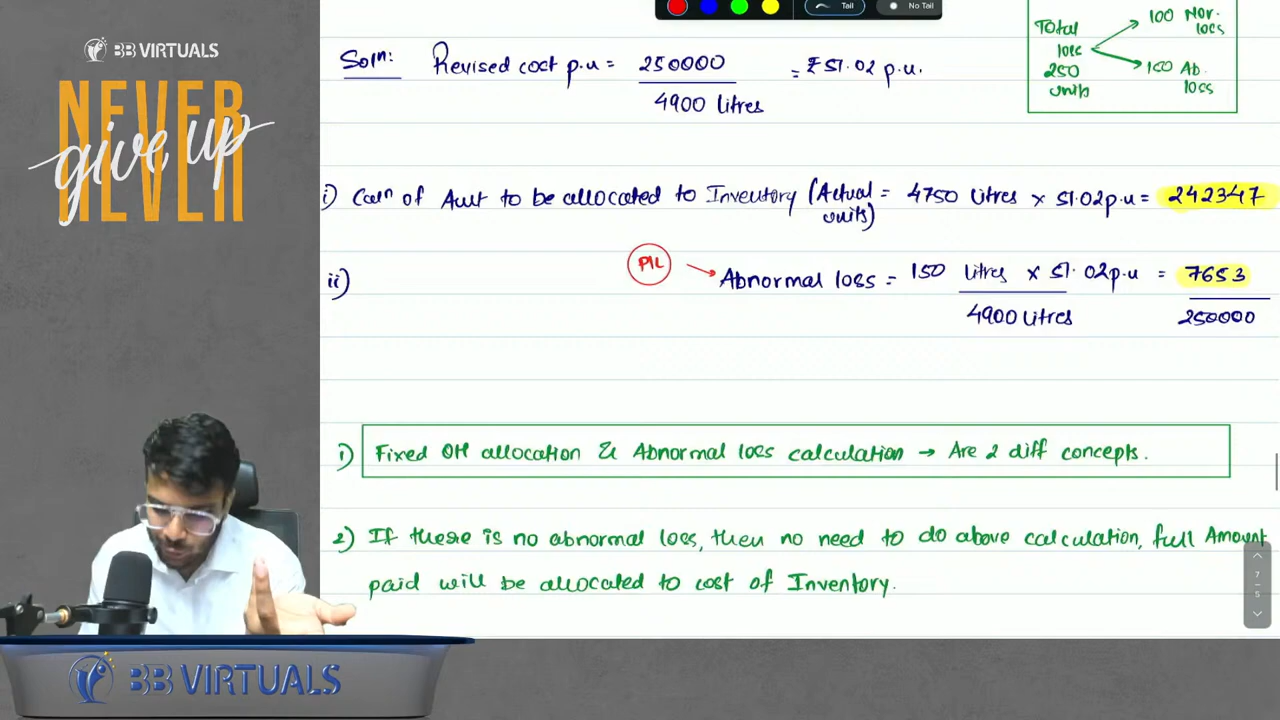 BB VIRTUALS
NEVER
give up
NEVER
Tail
No Tail
Total loss 250 units
100 Nor. loss
150 Ab. loss
Soln: Revised cost p.u = 250000 / 4900 litres = ₹ 51.02 p.u.
i) Caln of Amt to be allocated to Inventory (Actual units) = 4750 litres × 51.02 p.u = 242347
ii) P/L → Abnormal loss = 150 litres × 51.02 p.u = 7653
4900 litres 250000
1) Fixed OH allocation & Abnormal loss calculation → Are 2 diff concepts.
2) If there is no abnormal loss, then no need to do above calculation, full Amount
paid will be allocated to cost of Inventory.
7
5
BB VIRTUALS